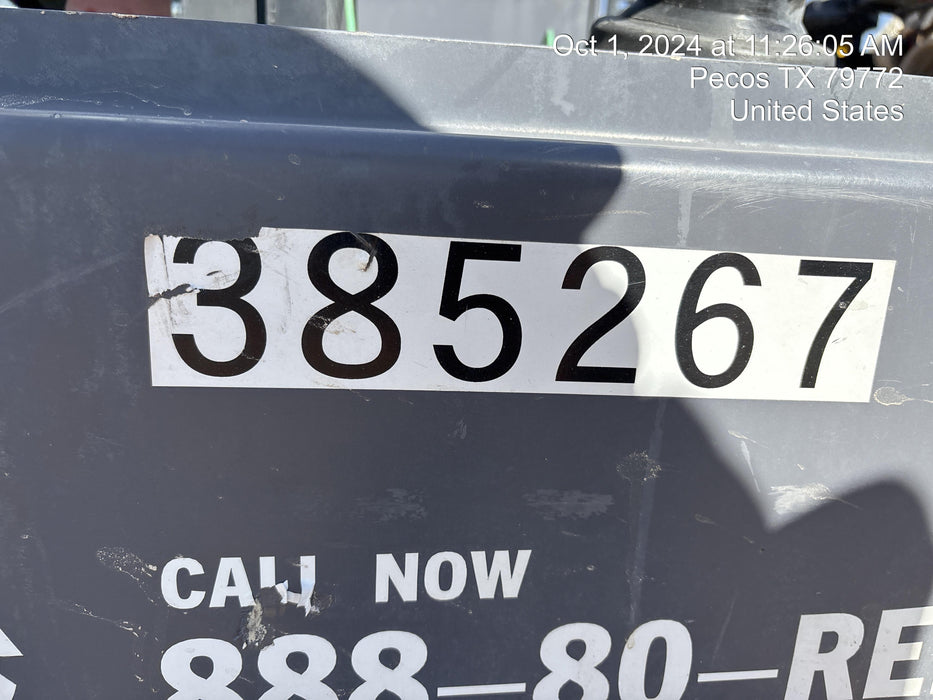 Oct 1, 2024 at 11:26:05 AM
Pecos TX 79772
United States
385267
CALL NOW
888-80-RE